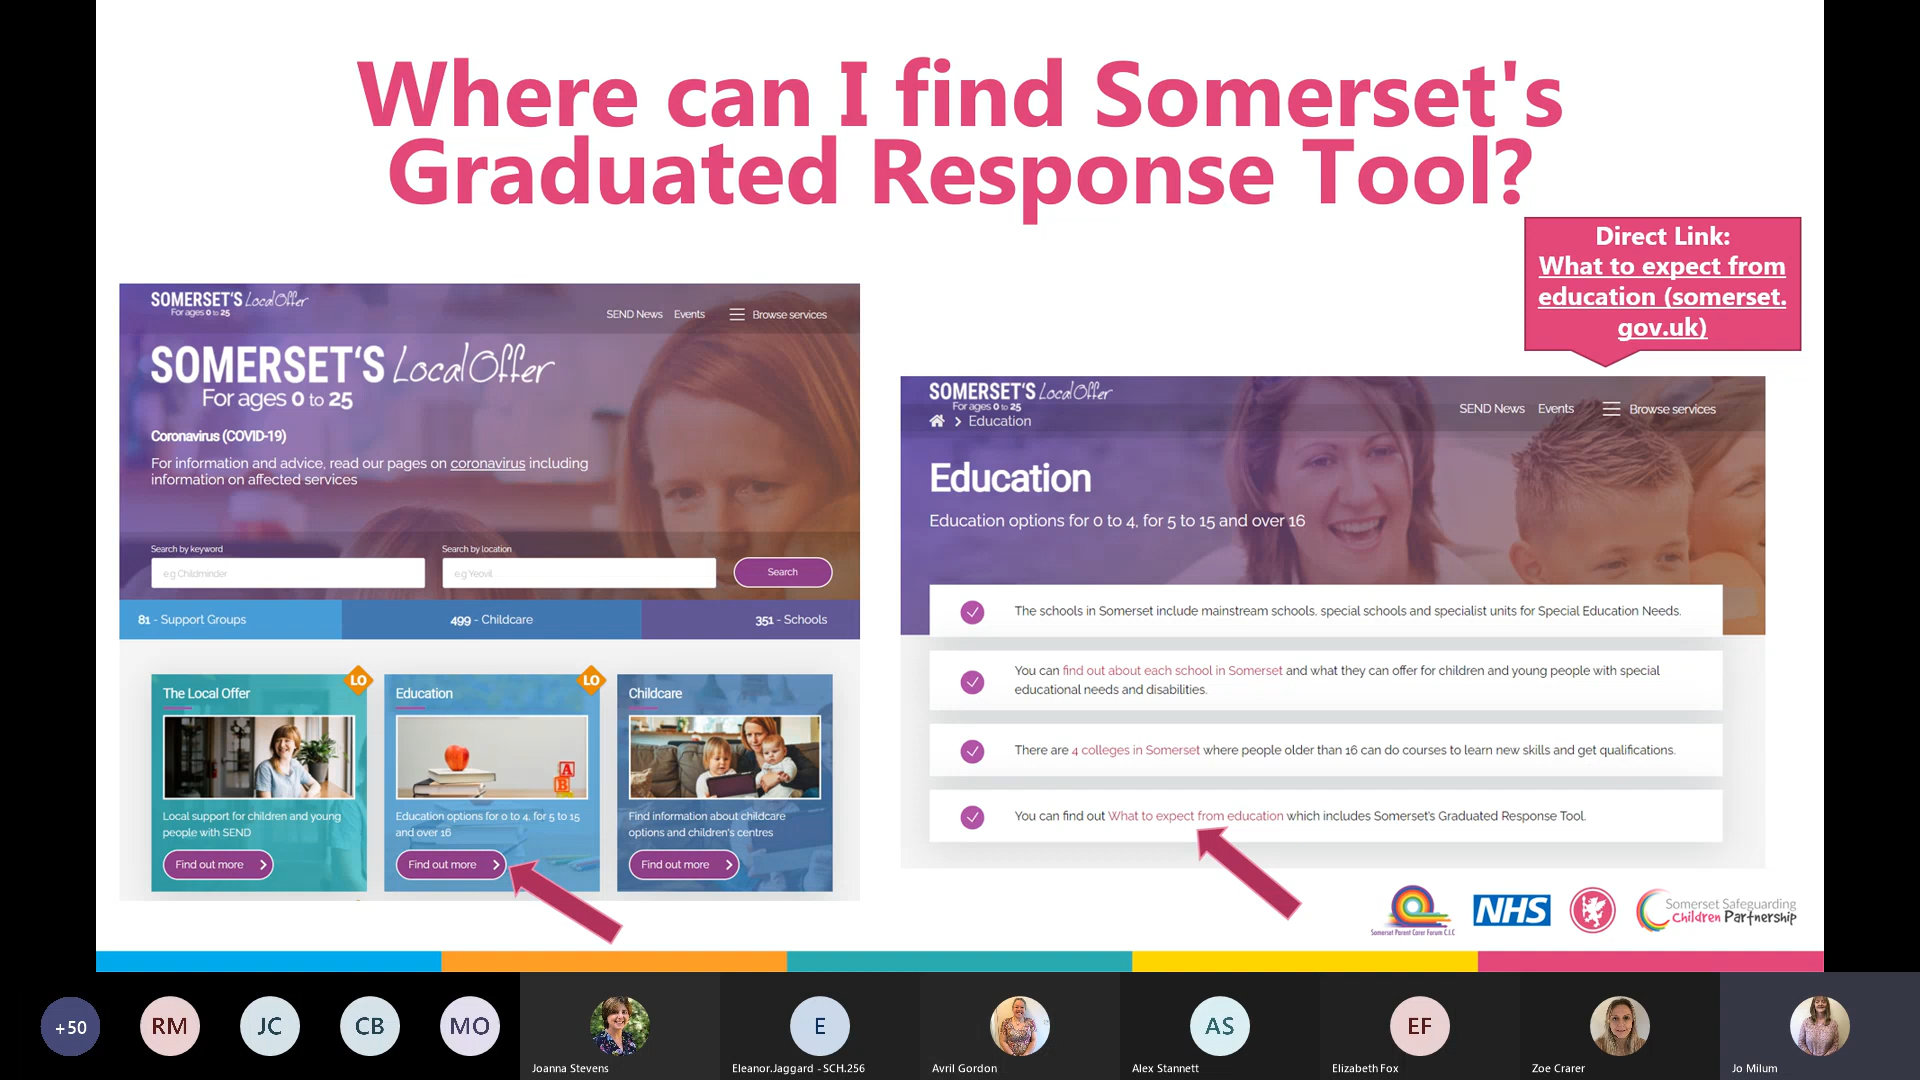 Where can I find Somerset's
Graduated Response Tool?
Direct Link:
What to expect from
education (somerset.
gov.uk)
SOMERSET'S Local Offer
For ages 0 to 25
SEND News
Events
Browse services
SOMERSET'S Local Offer
For ages 0 to 25
Coronavirus (COVID-19)
For information and advice, read our pages on coronavirus including
information on affected services
Search by keyword
Search by location
e.g Childminder
e.g Yeovil
Search
81 - Support Groups
499 - Childcare
351 - Schools
The Local Offer
LO
Local support for children and young
people with SEND
Find out more
Education
LO
A
B
Education options for 0 to 4, for 5 to 15
and over 16
Find out more
Childcare
Find information about childcare
options and children's centres
Find out more
SOMERSET'S Local Offer
For ages 0 to 25
Education
SEND News
Events
Browse services
Education
Education options for 0 to 4, for 5 to 15 and over 16
The schools in Somerset include mainstream schools, special schools and specialist units for Special Education Needs.
You can find out about each school in Somerset and what they can offer for children and young people with special
educational needs and disabilities.
There are 4 colleges in Somerset where people older than 16 can do courses to learn new skills and get qualifications.
You can find out What to expect from education which includes Somerset's Graduated Response Tool.
Somerset Parent Carer Forum C.I.C
NHS
Somerset Safeguarding
Children Partnership
+50
RM
JC
CB
MO
Joanna Stevens
E
Eleanor.Jaggard - SCH.256
Avril Gordon
AS
Alex Stannett
EF
Elizabeth Fox
Zoe Crarer
Jo Milum